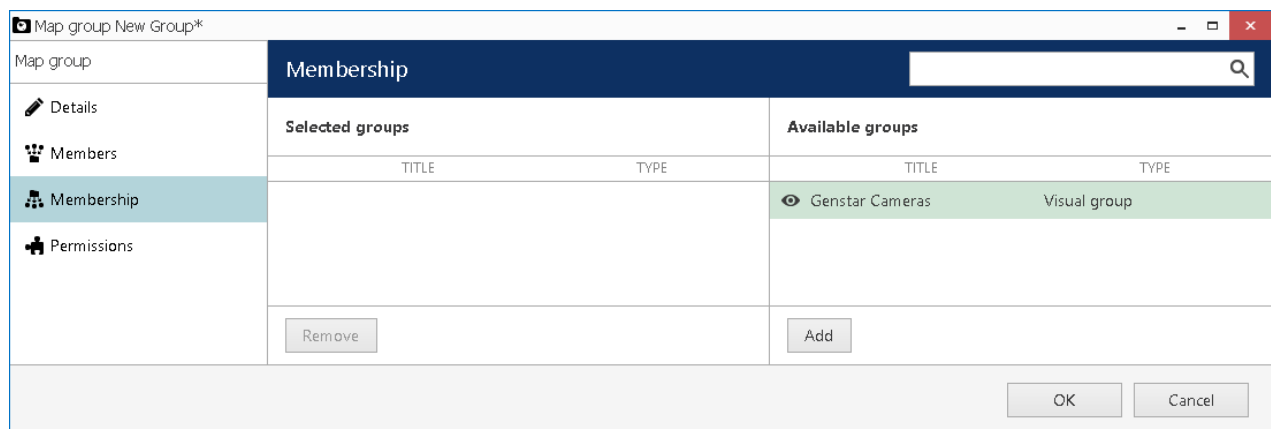 Map group New Group*
Map group
Details
Members
Membership
Permissions
Membership
Selected groups
TITLE TYPE
Remove
Available groups
TITLE TYPE
Genstar Cameras Visual group
Add
OK Cancel